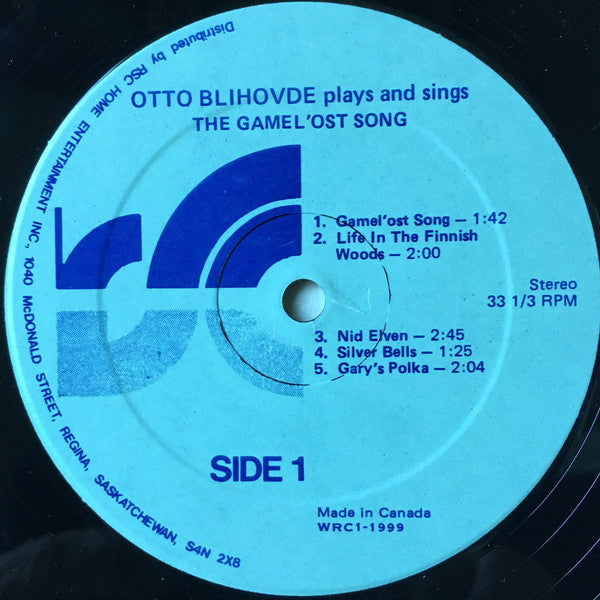 OTTO BLIHOVDE plays and sings
THE GAMEL'OST SONG
1. Gamel'ost Song — 1:42
2. Life In The Finnish
Woods — 2:00
Stereo
33 1/3 RPM
3. Nid Elven — 2:45
4. Silver Bells — 1:25
5. Gary's Polka — 2:04
SIDE 1
Made in Canada
WRC1-1999
Distributed by RSC HOME ENTERTAINMENT INC., 1040 McDONALD STREET, REGINA, SASKATCHEWAN, S4N 2X8